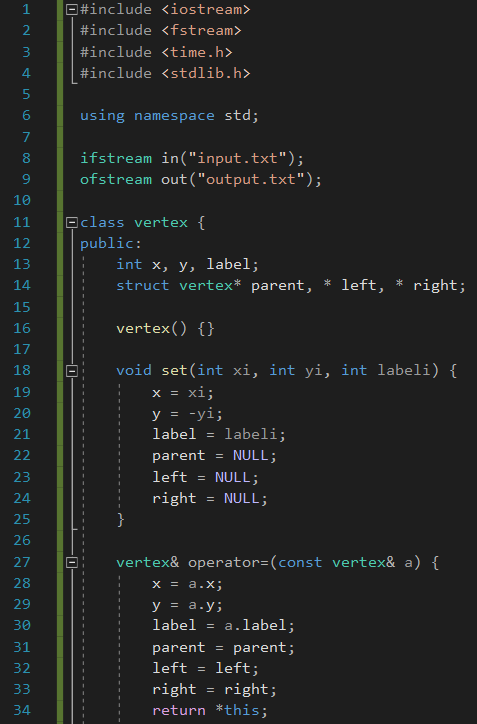 1 #include <iostream>
2 #include <fstream>
3 #include <time.h>
4 #include <stdlib.h>
5
6 using namespace std;
7
8 ifstream in("input.txt");
9 ofstream out("output.txt");
10
11 class vertex {
12 public:
13     int x, y, label;
14     struct vertex* parent, * left, * right;
15
16     vertex() {}
17
18     void set(int xi, int yi, int labeli) {
19         x = xi;
20         y = -yi;
21         label = labeli;
22         parent = NULL;
23         left = NULL;
24         right = NULL;
25     }
26
27     vertex& operator=(const vertex& a) {
28         x = a.x;
29         y = a.y;
30         label = a.label;
31         parent = parent;
32         left = left;
33         right = right;
34         return *this;